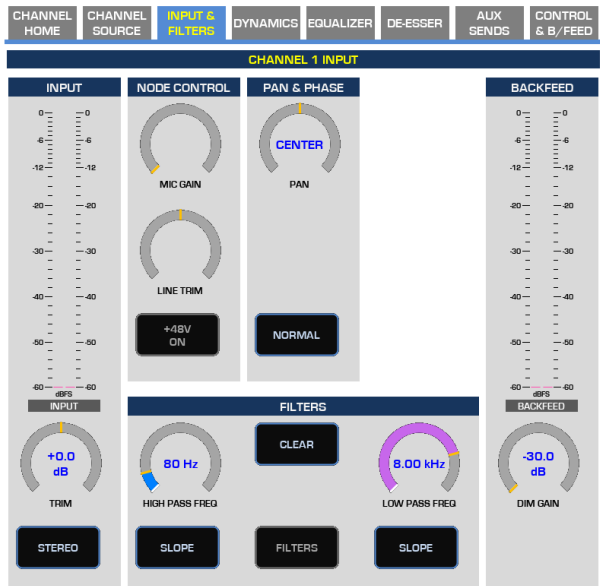 CHANNEL
HOME
CHANNEL
SOURCE
INPUT &
FILTERS
DYNAMICS
EQUALIZER
DE-ESSER
AUX
SENDS
CONTROL
& B/FEED
CHANNEL 1 INPUT
INPUT
0 0
-6 -6
-12 -12
-20 -20
-30 -30
-40 -40
-50 -50
-60 -60
dBFS
INPUT
+0.0
dB
TRIM
STEREO
NODE CONTROL
MIC GAIN
LINE TRIM
+48V
ON
PAN & PHASE
CENTER
PAN
NORMAL
FILTERS
80 Hz
HIGH PASS FREQ
SLOPE
CLEAR
FILTERS
8.00 kHz
LOW PASS FREQ
SLOPE
BACKFEED
0 0
-6 -6
-12 -12
-20 -20
-30 -30
-40 -40
-50 -50
-60 -60
dBFS
BACKFEED
-30.0
dB
DIM GAIN